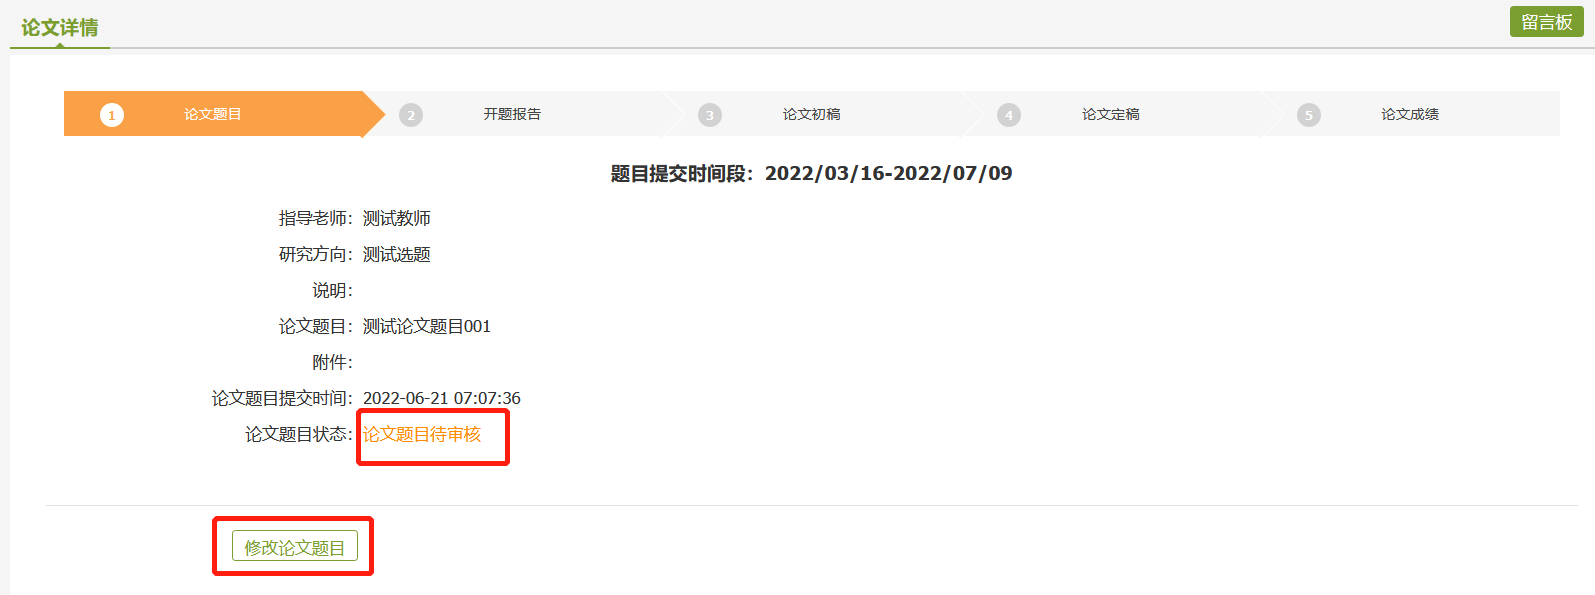 论文详情
留言板
1 论文题目 2 开题报告 3 论文初稿 4 论文定稿 5 论文成绩
题目提交时间段：2022/03/16-2022/07/09
指导老师：测试教师
研究方向：测试选题
说明：
论文题目：测试论文题目001
附件：
论文题目提交时间：2022-06-21 07:07:36
论文题目状态：论文题目待审核
修改论文题目